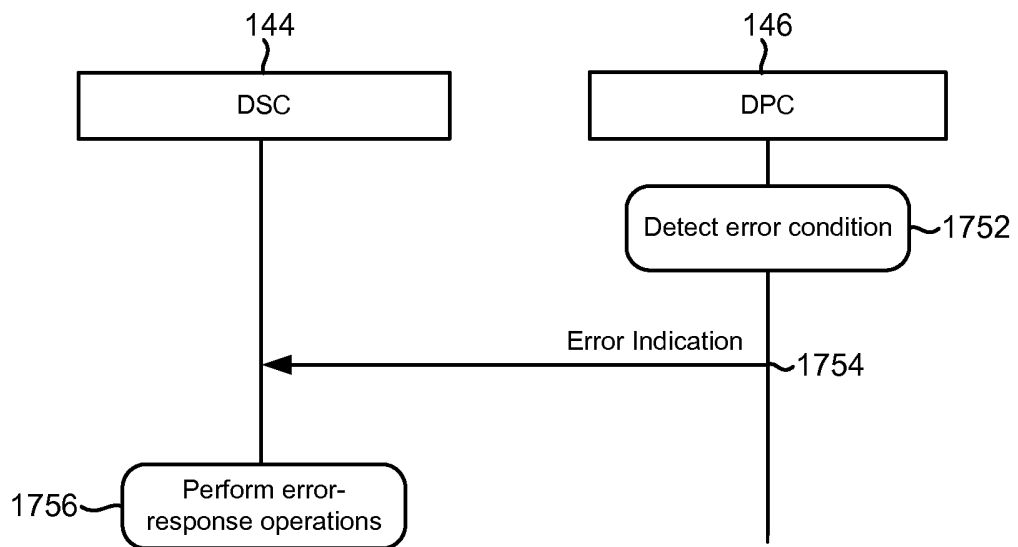 144
146
DSC
DPC
Detect error condition
1752
Error Indication
1754
1756
Perform error-
response operations